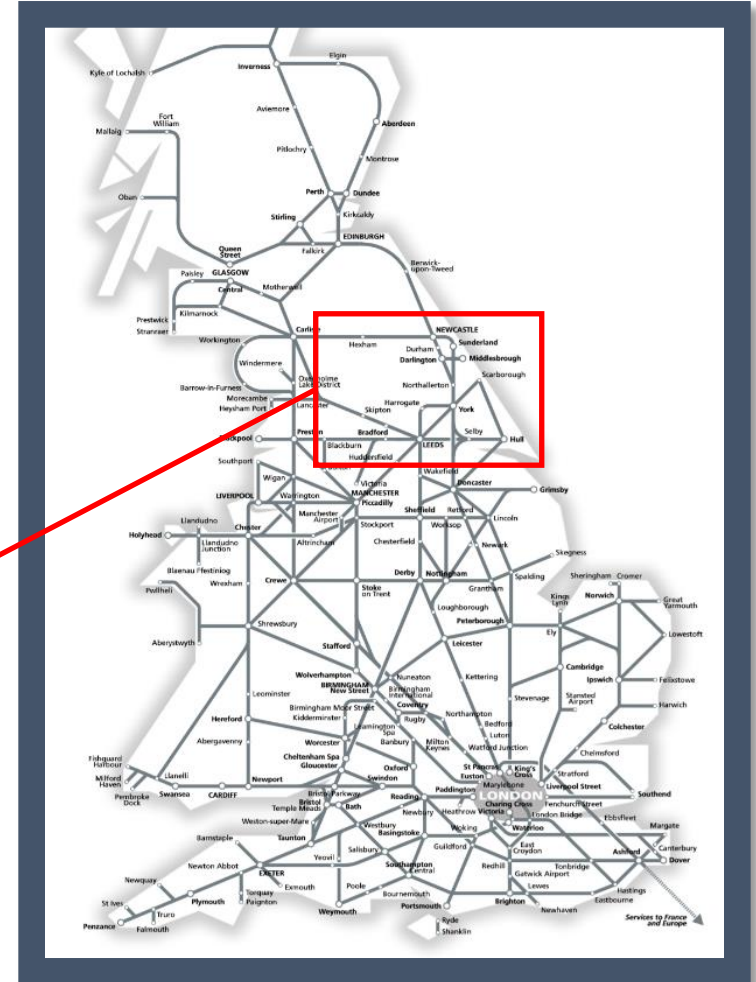 Elgin
Inverness
Kyle of Lochalsh
Aviemore
Fort
William
Mallaig
Aberdeen
Pitlochry
Montrose
Perth
Dundee
Oban
Stirling
Kirkcaldy
EDINBURGH
Queen
Street
Falkirk
Berwick-
upon-Tweed
Paisley
GLASGOW
Central
Motherwell
Kilmarnock
Prestwick
Stranraer
Carlisle
NEWCASTLE
Workington
Hexham
Sunderland
Durham
Darlington
Middlesbrough
Windermere
Oxenholme
Lake District
Scarborough
Barrow-in-Furness
Northallerton
Morecambe
Heysham Port
Lancaster
Harrogate
York
Skipton
Blackpool
Preston
Bradford
Selby
Hull
Blackburn
LEEDS
Huddersfield
Southport
Wakefield
Wigan
Victoria
Doncaster
MANCHESTER
Piccadilly
Grimsby
LIVERPOOL
Warrington
Manchester
Airport
Sheffield
Retford
Lincoln
Llandudno
Stockport
Worksop
Holyhead
Chester
Llandudno
Junction
Altrincham
Chesterfield
Newark
Skegness
Blaenau Ffestiniog
Derby
Nottingham
Spalding
Sheringham
Cromer
Pwllheli
Wrexham
Crewe
Stoke
on Trent
Grantham
Kings
Lynn
Norwich
Great
Yarmouth
Loughborough
Shrewsbury
Peterborough
Ely
Lowestoft
Aberystwyth
Stafford
Leicester
Wolverhampton
Cambridge
BIRMINGHAM
New Street
Nuneaton
Kettering
Ipswich
Felixstowe
Leominster
Birmingham
International
Stansted
Airport
Coventry
Stevenage
Harwich
Birmingham Moor Street
Kidderminster
Rugby
Northampton
Hereford
Leamington
Spa
Bedford
Colchester
Abergavenny
Worcester
Banbury
Milton
Keynes
Luton
Watford Junction
Chelmsford
Fishguard
Harbour
Cheltenham Spa
Gloucester
Oxford
St Pancras
Euston
King's
Cross
Stratford
Milford
Haven
Llanelli
Newport
Swindon
Marylebone
Liverpool Street
Pembroke
Dock
Swansea
CARDIFF
Bristol Parkway
Reading
Paddington
LONDON
Southend
Bristol
Temple Meads
Bath
Newbury
Heathrow
Charing Cross
Fenchurch Street
Victoria
London Bridge
Ebbsfleet
Weston-super-Mare
Westbury
Basingstoke
Woking
Waterloo
Margate
Barnstaple
Taunton
Salisbury
Guildford
East
Croydon
Canterbury
Newton Abbot
Yeovil
Redhill
Tonbridge
Ashford
Dover
EXETER
Southampton
Central
Gatwick Airport
Newquay
Exmouth
Poole
Lewes
Hastings
Torquay
Paignton
Bournemouth
Eastbourne
St Ives
Plymouth
Weymouth
Portsmouth
Brighton
Newhaven
Truro
Penzance
Falmouth
Ryde
Shanklin
Services to France
and Europe